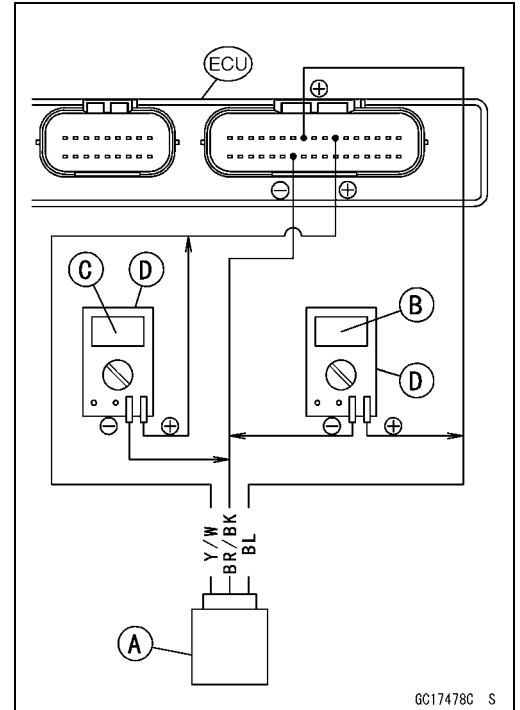 ECU
⊕
⊖ ⊕
C D
B
D
⊖ ⊕
⊖ ⊕
Y/W
BR/BK
BL
A
GC17478C S